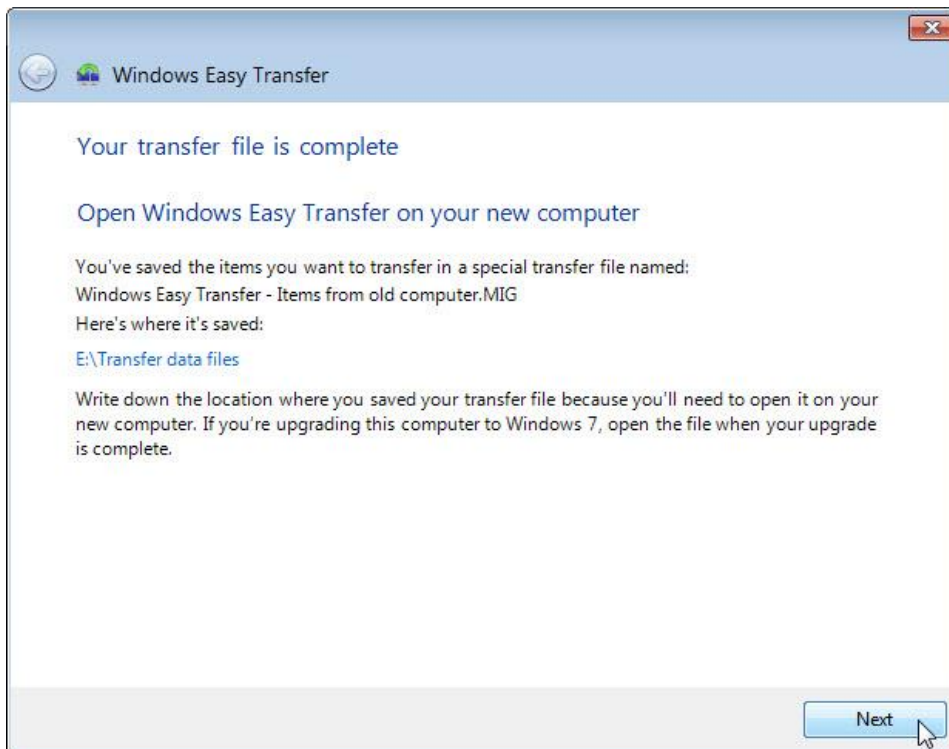 Windows Easy Transfer
Your transfer file is complete
Open Windows Easy Transfer on your new computer
You've saved the items you want to transfer in a special transfer file named:
Windows Easy Transfer - Items from old computer.MIG
Here's where it's saved:
E:\Transfer data files
Write down the location where you saved your transfer file because you'll need to open it on your
new computer. If you're upgrading this computer to Windows 7, open the file when your upgrade
is complete.
Next